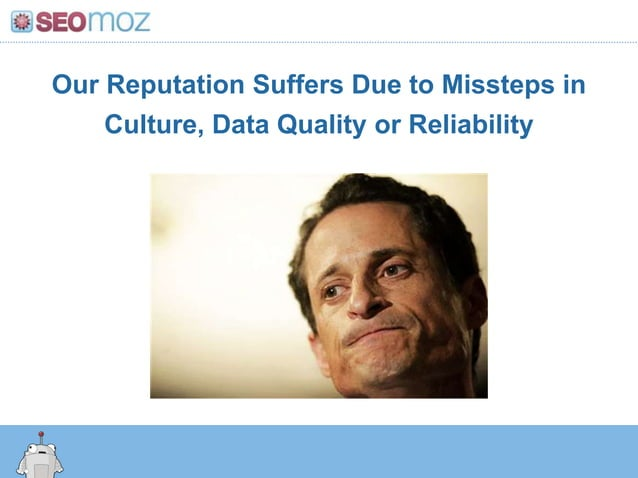 SEOmoz
Our Reputation Suffers Due to Missteps in
Culture, Data Quality or Reliability